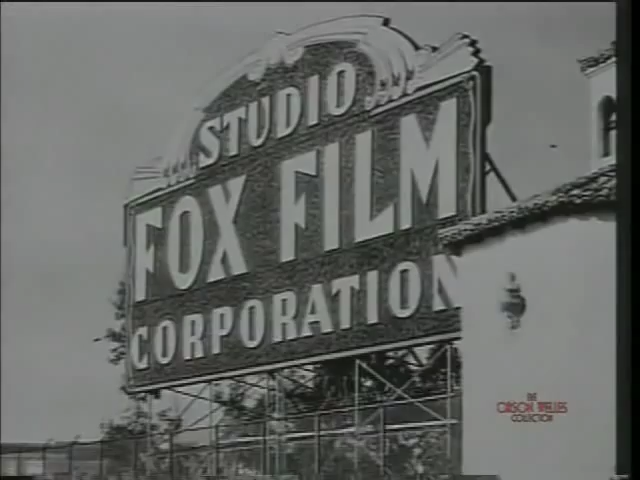 STUDIO
FOX FILM
CORPORATION
THE
ORSON WELLES
COLLECTION